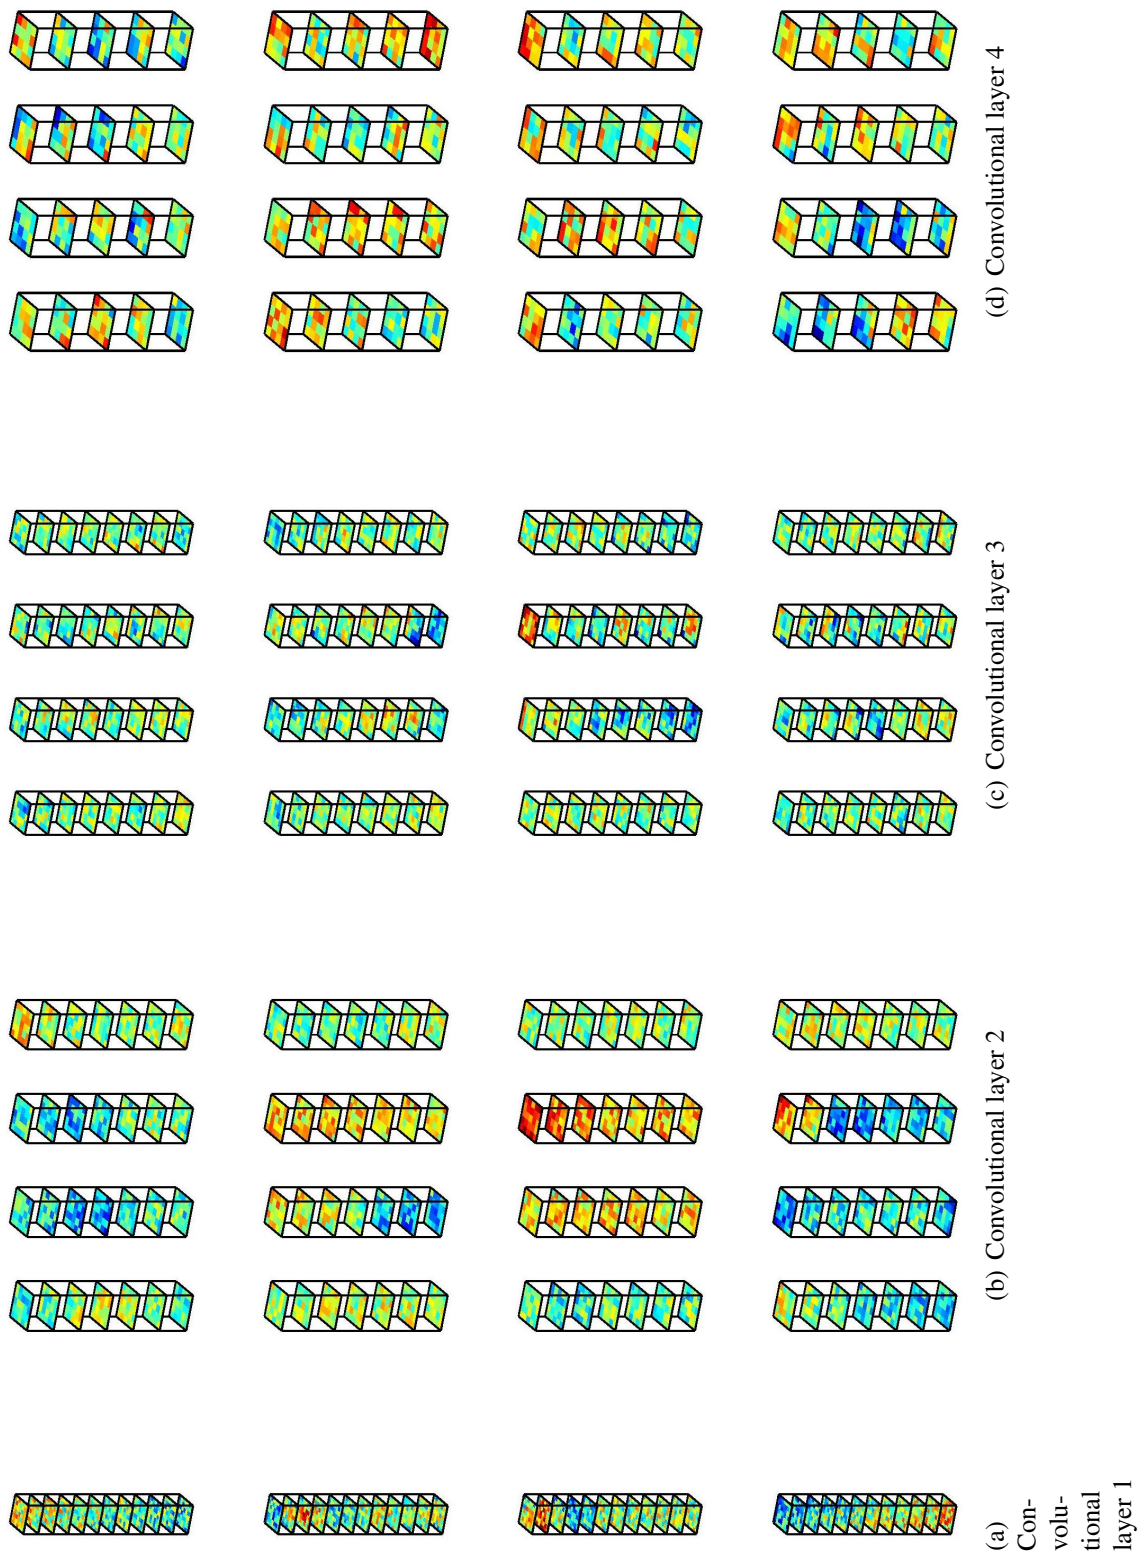 (a)
Con-
volu-
tional
layer 1
(b) Convolutional layer 2
(c) Convolutional layer 3
(d) Convolutional layer 4